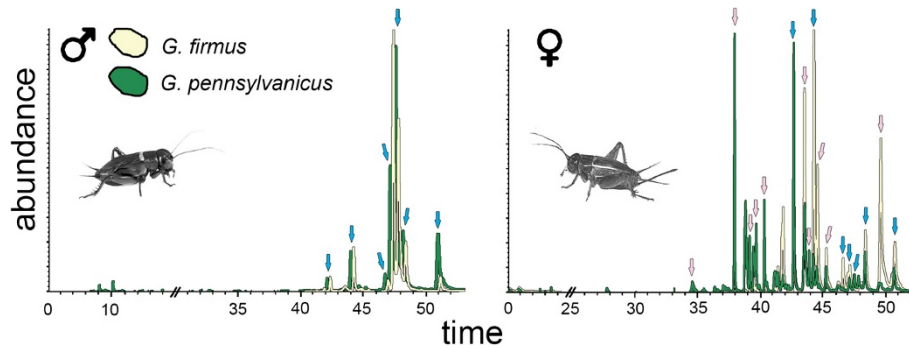 ♂ G. firmus
G. pennsylvanicus
♀
abundance
0 10 35 40 45 50
0 25 30 35 40 45 50
time